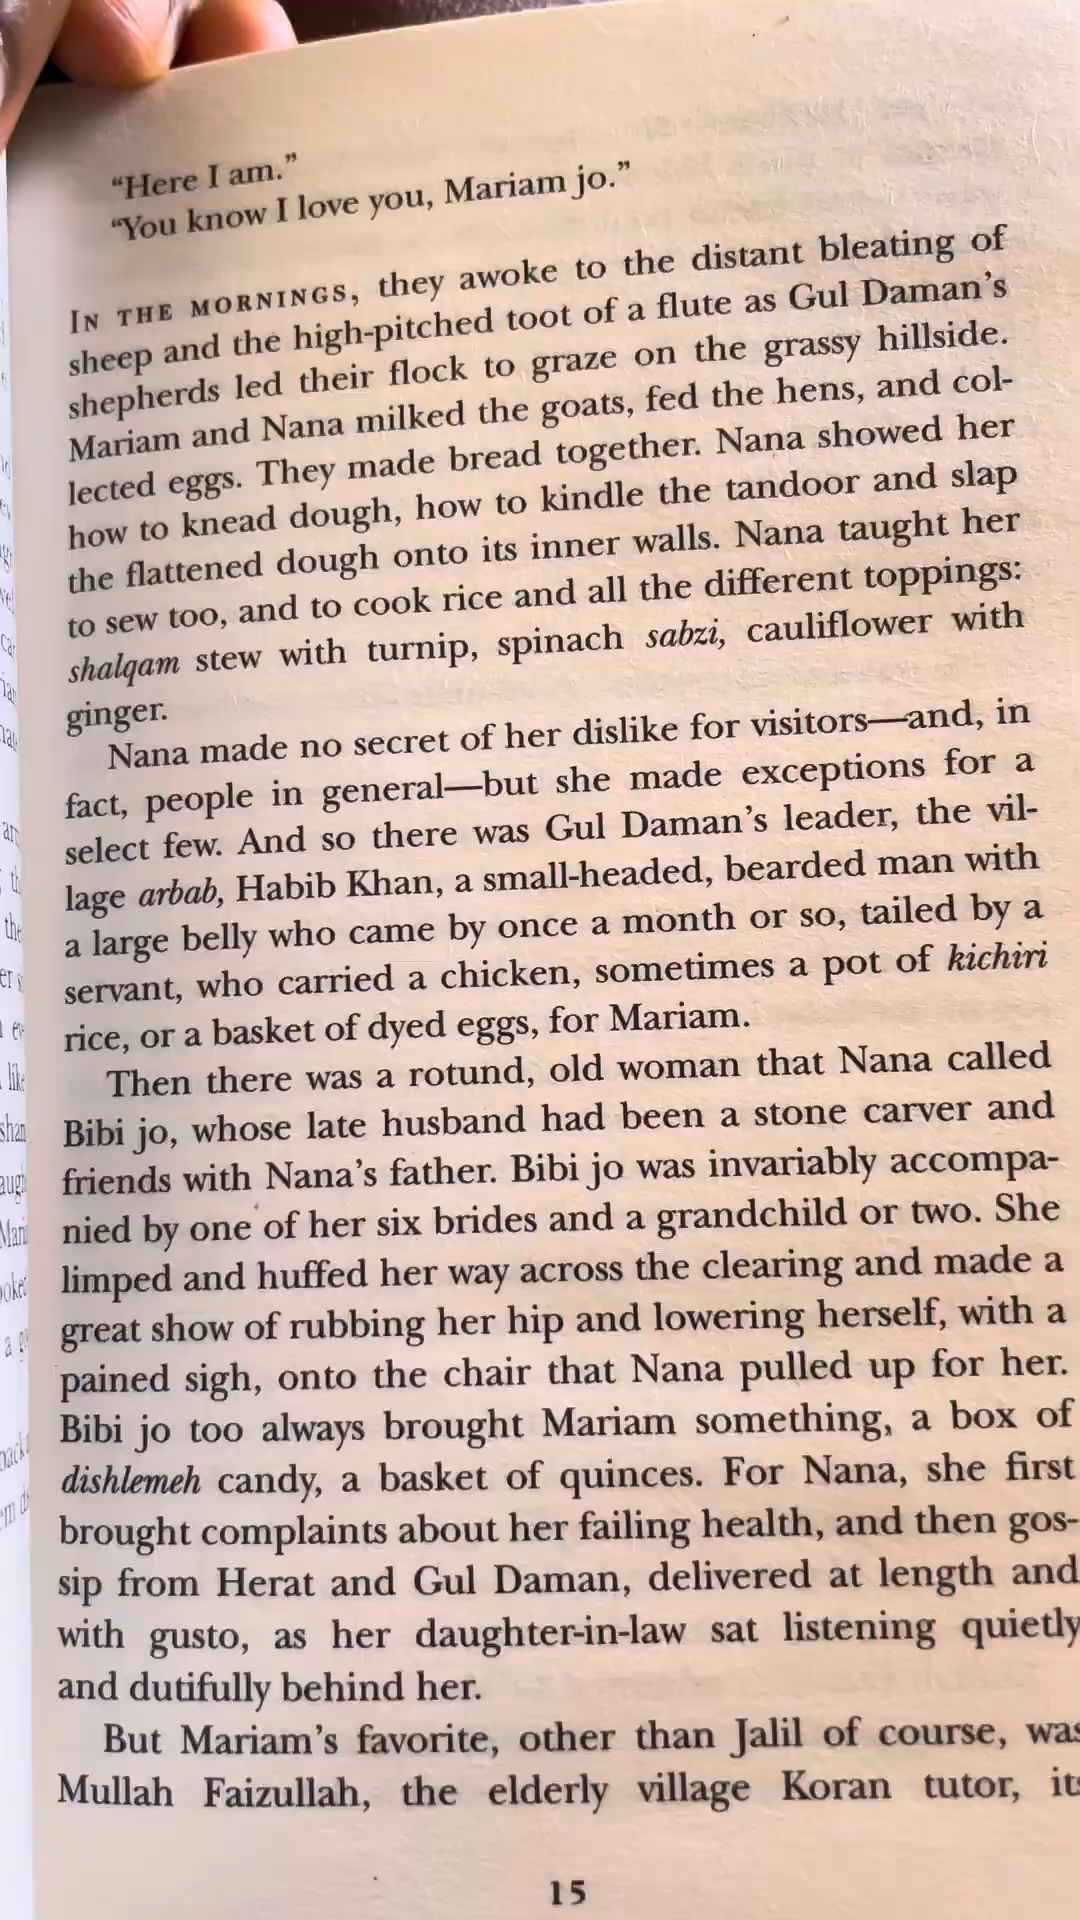 “Here I am.”
“You know I love you, Mariam jo.”
IN THE MORNINGS, they awoke to the distant bleating of
sheep and the high-pitched toot of a flute as Gul Daman’s
shepherds led their flock to graze on the grassy hillside.
Mariam and Nana milked the goats, fed the hens, and col-
lected eggs. They made bread together. Nana showed her
how to knead dough, how to kindle the tandoor and slap
the flattened dough onto its inner walls. Nana taught her
to sew too, and to cook rice and all the different toppings:
shalqam stew with turnip, spinach sabzi, cauliflower with
ginger.
Nana made no secret of her dislike for visitors—and, in
fact, people in general—but she made exceptions for a
select few. And so there was Gul Daman’s leader, the vil-
lage arbab, Habib Khan, a small-headed, bearded man with
a large belly who came by once a month or so, tailed by a
servant, who carried a chicken, sometimes a pot of kichiri
rice, or a basket of dyed eggs, for Mariam.
Then there was a rotund, old woman that Nana called
Bibi jo, whose late husband had been a stone carver and
friends with Nana’s father. Bibi jo was invariably accompa-
nied by one of her six brides and a grandchild or two. She
limped and huffed her way across the clearing and made a
great show of rubbing her hip and lowering herself, with a
pained sigh, onto the chair that Nana pulled up for her.
Bibi jo too always brought Mariam something, a box of
dishlemeh candy, a basket of quinces. For Nana, she first
brought complaints about her failing health, and then gos-
sip from Herat and Gul Daman, delivered at length and
with gusto, as her daughter-in-law sat listening quietly
and dutifully behind her.
But Mariam’s favorite, other than Jalil of course, was
Mullah Faizullah, the elderly village Koran tutor, its
15